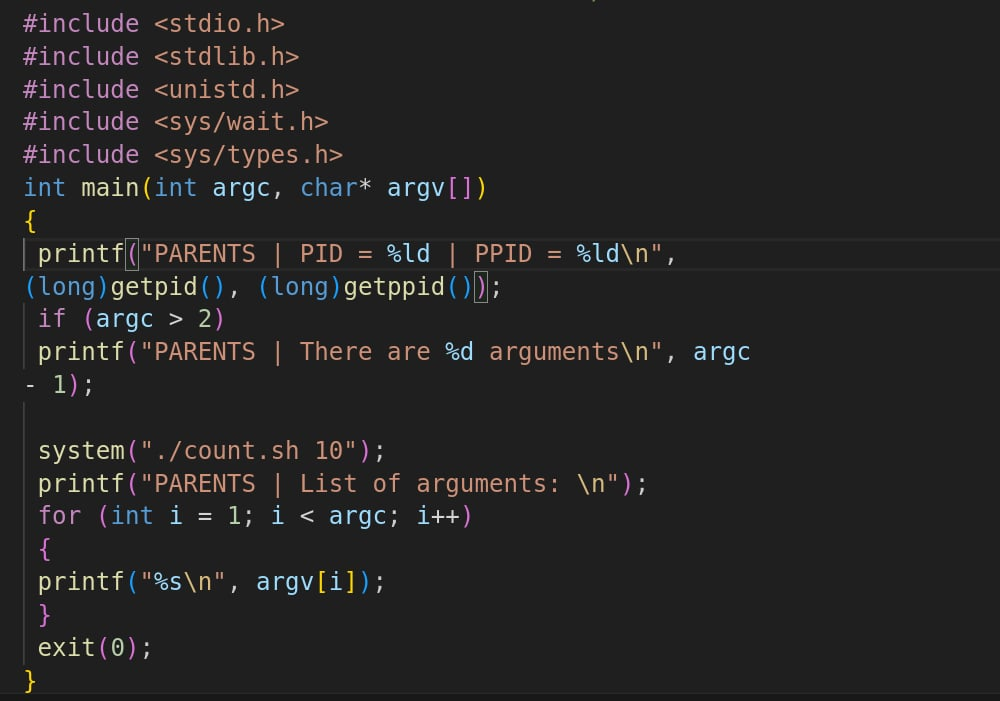 #include <stdio.h>
#include <stdlib.h>
#include <unistd.h>
#include <sys/wait.h>
#include <sys/types.h>
int main(int argc, char* argv[])
{
 printf("PARENTS | PID = %ld | PPID = %ld\n",
(long)getpid(), (long)getppid());
 if (argc > 2)
 printf("PARENTS | There are %d arguments\n", argc
- 1);
 system("./count.sh 10");
 printf("PARENTS | List of arguments: \n");
 for (int i = 1; i < argc; i++)
 {
 printf("%s\n", argv[i]);
 }
 exit(0);
}